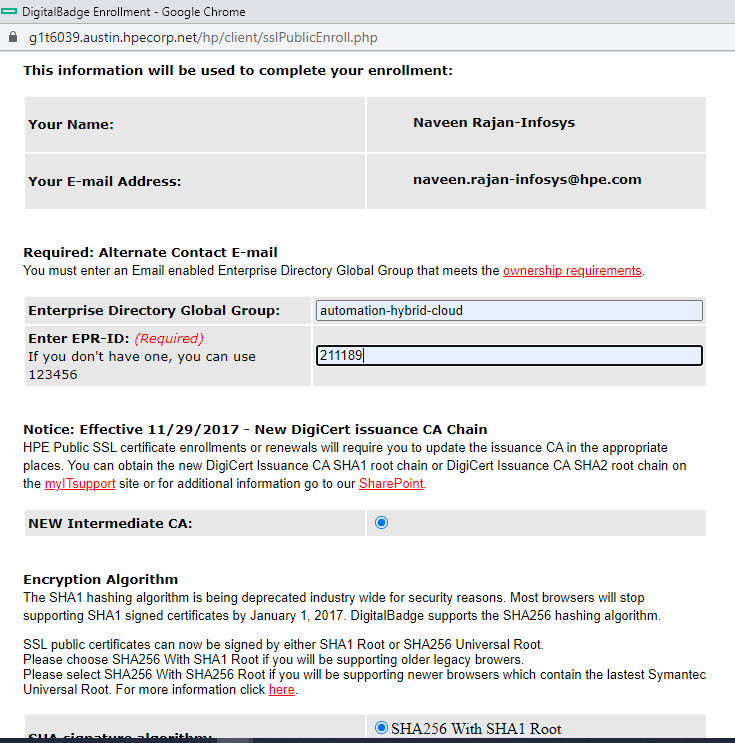 DigitalBadge Enrollment - Google Chrome
g1t6039.austin.hpecorp.net/hp/client/sslPublicEnroll.php
This information will be used to complete your enrollment:
Your Name: Naveen Rajan-Infosys
Your E-mail Address: naveen.rajan-infosys@hpe.com
Required: Alternate Contact E-mail
You must enter an Email enabled Enterprise Directory Global Group that meets the ownership requirements.
Enterprise Directory Global Group: automation-hybrid-cloud
Enter EPR-ID: (Required)
If you don't have one, you can use
123456
211189
Notice: Effective 11/29/2017 - New DigiCert issuance CA Chain
HPE Public SSL certificate enrollments or renewals will require you to update the issuance CA in the appropriate
places. You can obtain the new DigiCert Issuance CA SHA1 root chain or DigiCert Issuance CA SHA2 root chain on
the myITsupport site or for additional information go to our SharePoint.
NEW Intermediate CA:
Encryption Algorithm
The SHA1 hashing algorithm is being deprecated industry wide for security reasons. Most browsers will stop
supporting SHA1 signed certificates by January 1, 2017. DigitalBadge supports the SHA256 hashing algorithm.
SSL public certificates can now be signed by either SHA1 Root or SHA256 Universal Root.
Please choose SHA256 With SHA1 Root if you will be supporting older legacy browers.
Please select SHA256 With SHA256 Root if you will be supporting newer browsers which contain the lastest Symantec
Universal Root. For more information click here.
SHA signature algorithm: SHA256 With SHA1 Root